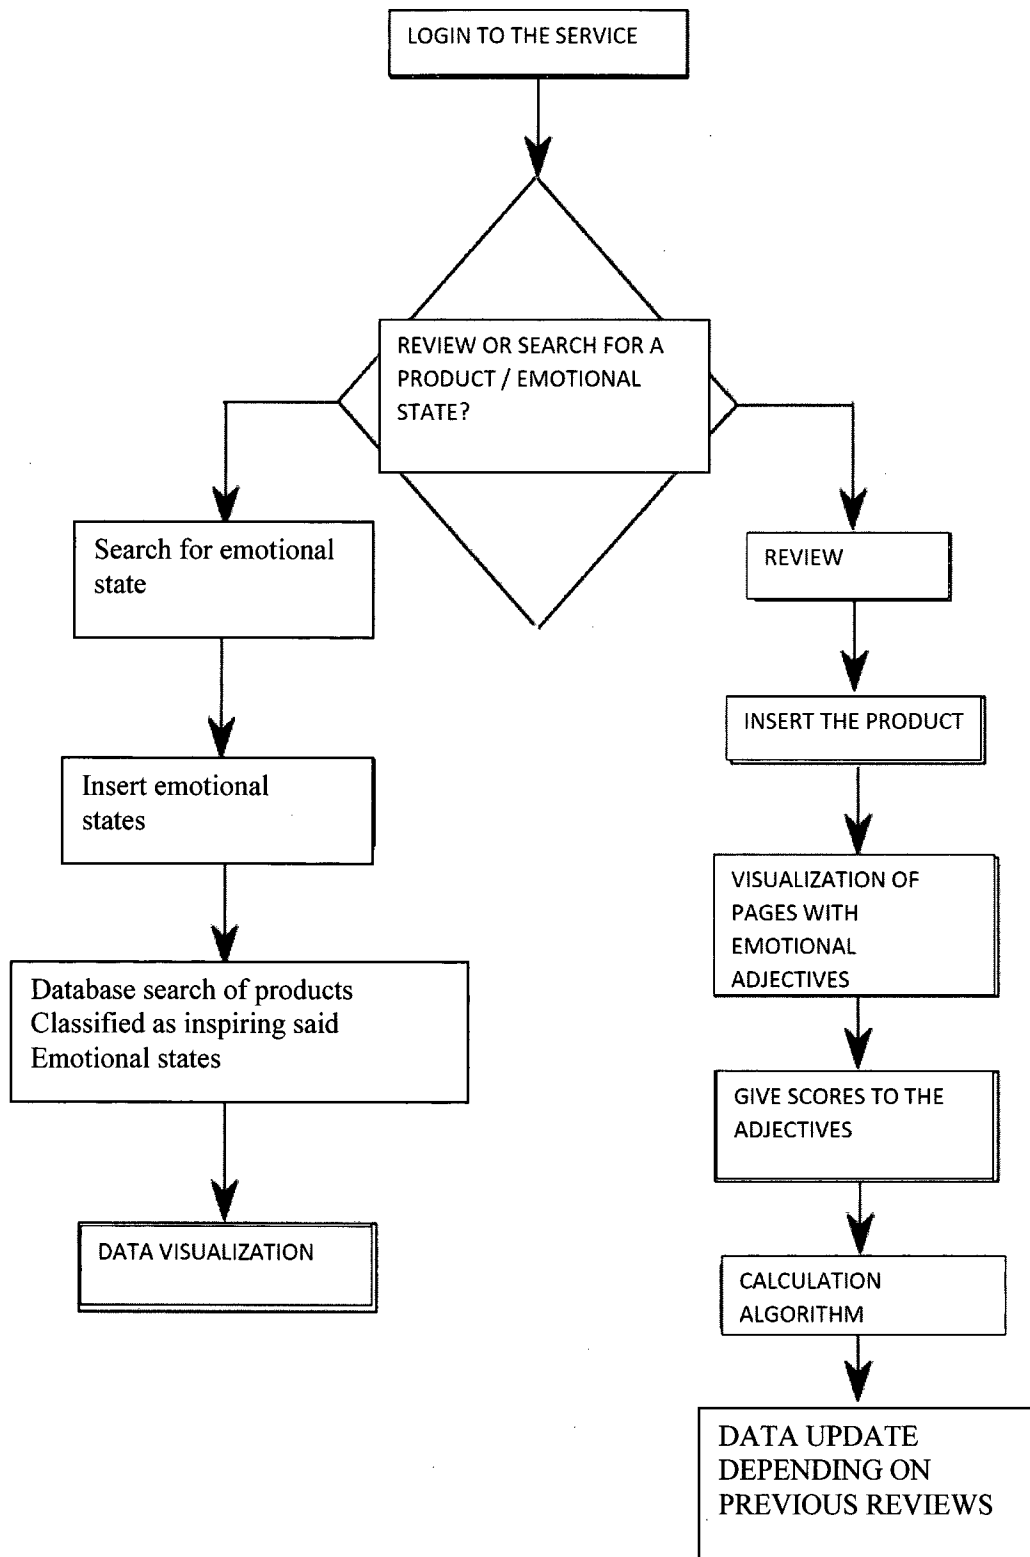 LOGIN TO THE SERVICE
REVIEW OR SEARCH FOR A
PRODUCT / EMOTIONAL
STATE?
Search for emotional
state
Insert emotional
states
Database search of products
Classified as inspiring said
Emotional states
DATA VISUALIZATION
REVIEW
INSERT THE PRODUCT
VISUALIZATION OF
PAGES WITH
EMOTIONAL
ADJECTIVES
GIVE SCORES TO THE
ADJECTIVES
CALCULATION
ALGORITHM
DATA UPDATE
DEPENDING ON
PREVIOUS REVIEWS